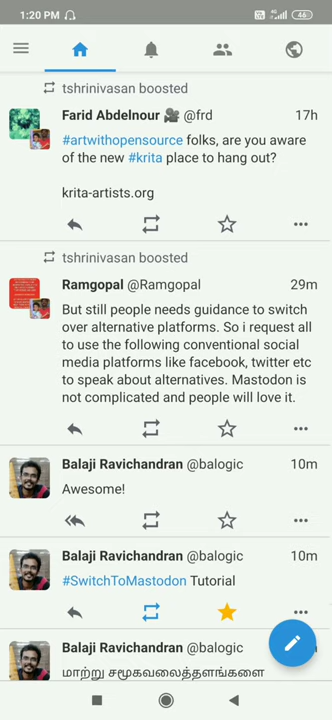 1:20 PM
46
tshrinivasan boosted
Farid Abdelnour 🎥 @frd 17h
#artwithopensource folks, are you aware
of the new #krita place to hang out?
krita-artists.org
tshrinivasan boosted
Ramgopal @Ramgopal 29m
But still people needs guidance to switch
over alternative platforms. So i request all
to use the following conventional social
media platforms like facebook, twitter etc
to speak about alternatives. Mastodon is
not complicated and people will love it.
Balaji Ravichandran @balogic 10m
Awesome!
Balaji Ravichandran @balogic 10m
#SwitchToMastodon Tutorial
Balaji Ravichandran @balogic
மாற்று சமூகவலைத்தளங்களை